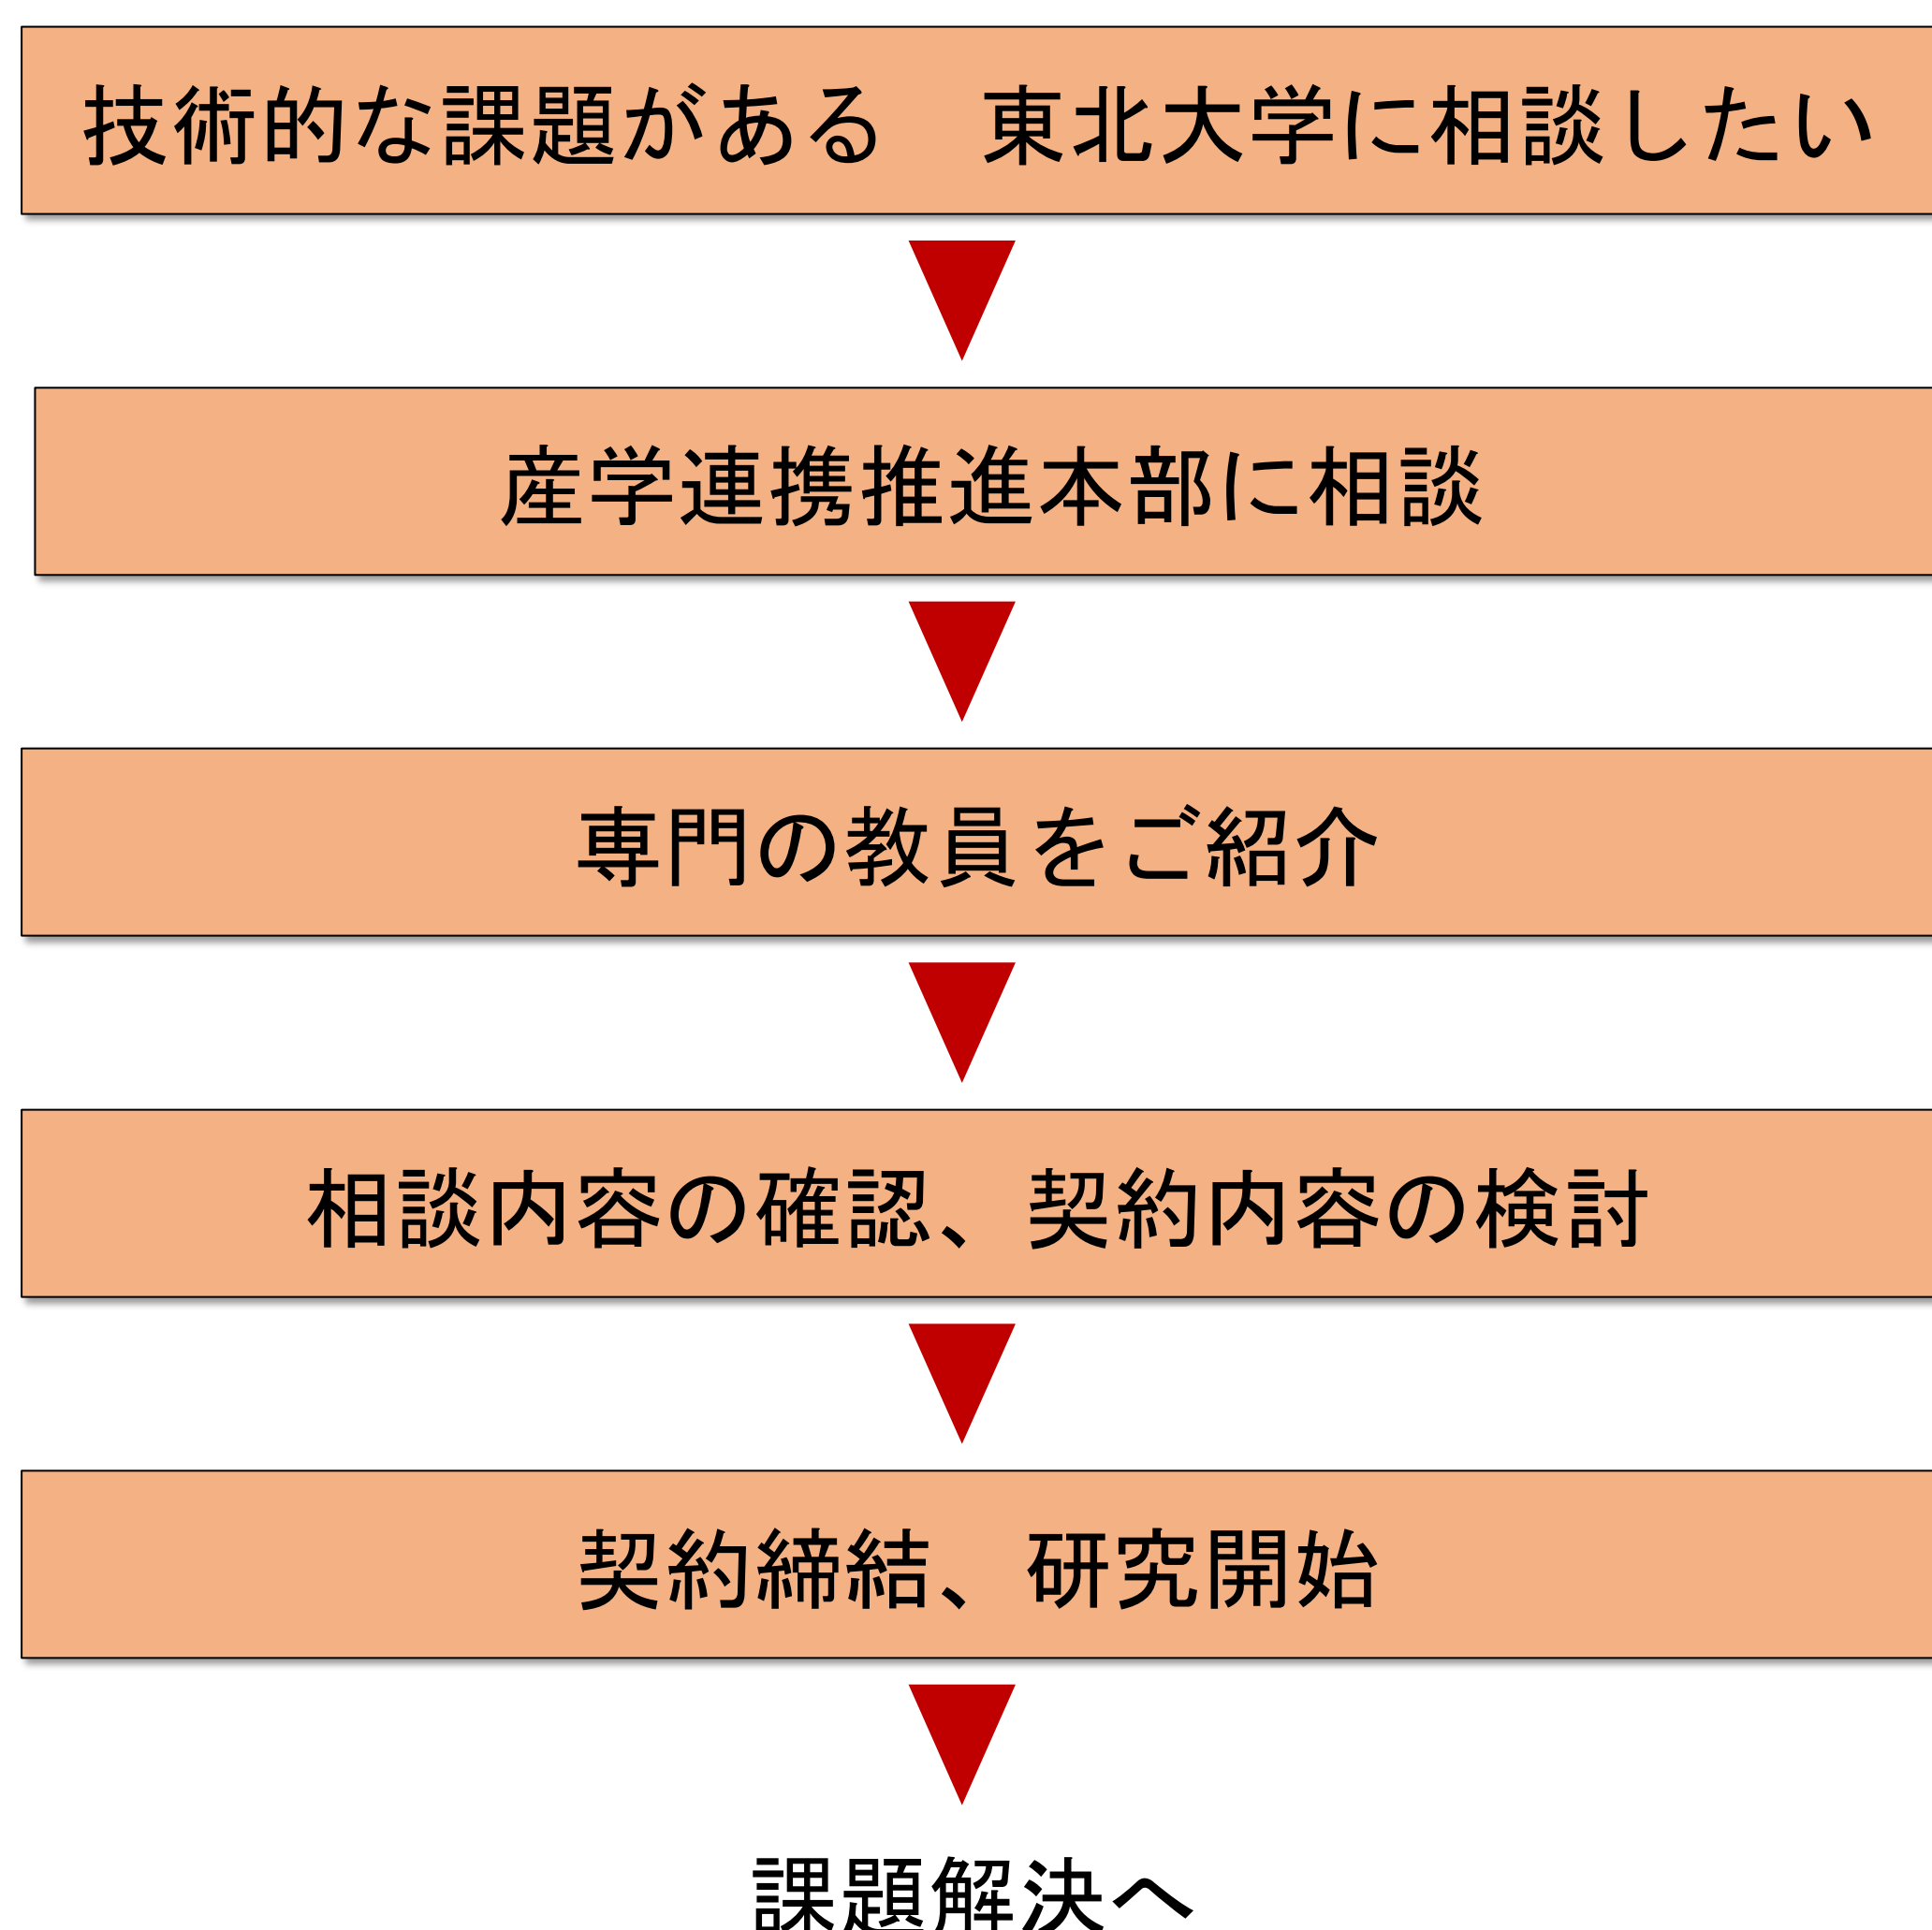 技術的な課題がある　東北大学に相談したい
産学連携推進本部に相談
専門の教員をご紹介
相談内容の確認、契約内容の検討
契約締結、研究開始
課題解決へ